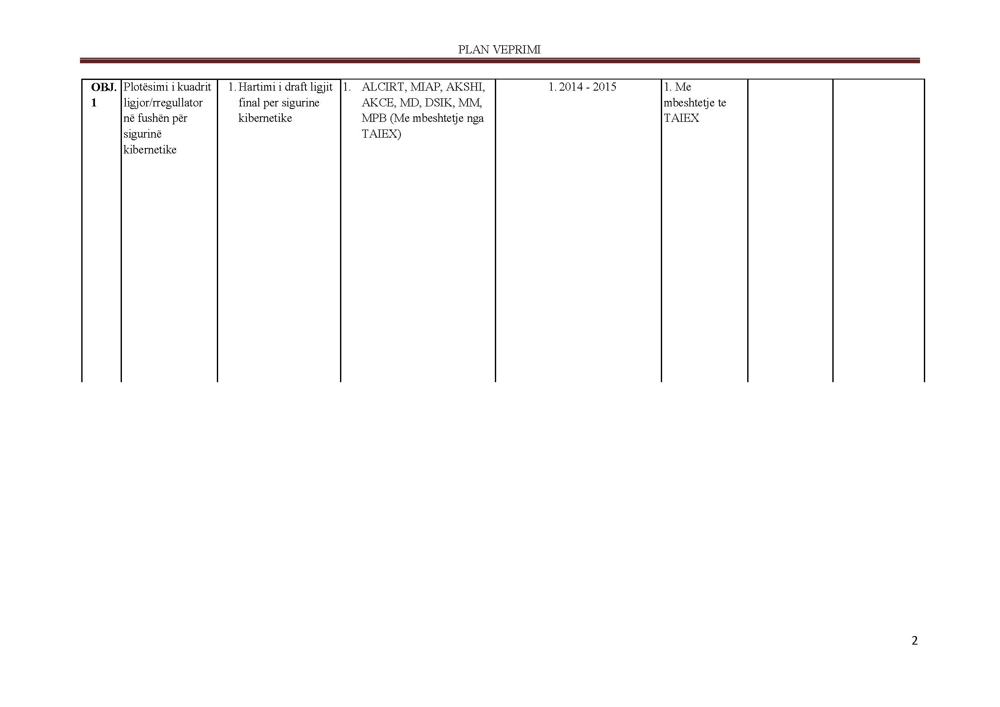 PLAN VEPRIMI
OBJ.
1
Plotësimi i kuadrit
ligjor/rregullator
në fushën për
sigurinë
kibernetike
1. Hartimi i draft ligjit
final per sigurine
kibernetike
1. ALCIRT, MIAP, AKSHI,
AKCE, MD, DSIK, MM,
MPB (Me mbeshtetje nga
TAIEX)
1. 2014 - 2015
1. Me
mbeshtetje te
TAIEX
2